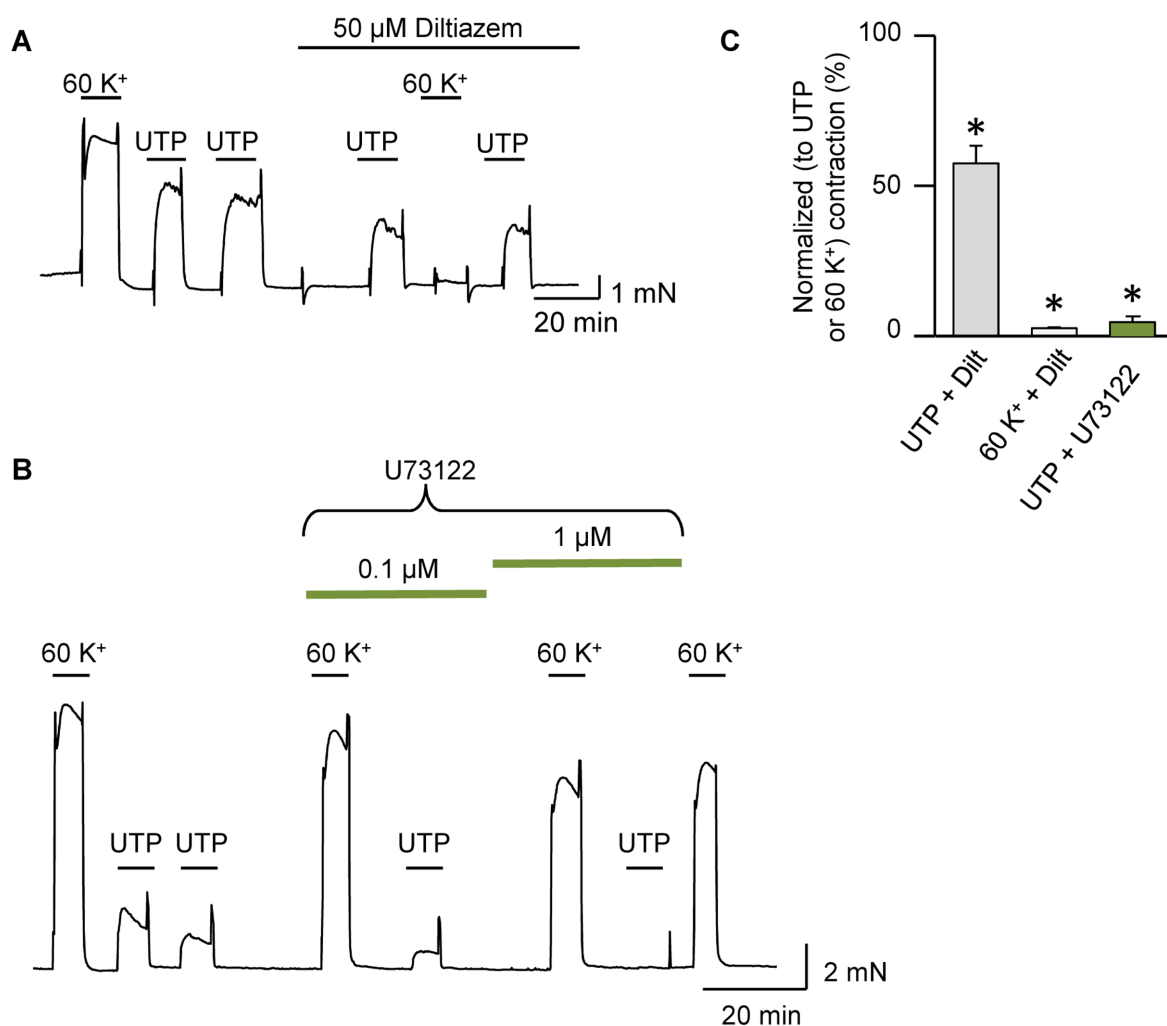 A
50 µM Diltiazem
60 K⁺
60 K⁺
UTP
UTP
UTP
UTP
1 mN
20 min
C
100
50
0
Normalized (to UTP
or 60 K⁺) contraction (%)
*
*
*
UTP + Dilt
60 K⁺ + Dilt
UTP + U73122
B
U73122
1 µM
0.1 µM
60 K⁺
60 K⁺
60 K⁺
60 K⁺
UTP
UTP
UTP
UTP
2 mN
20 min